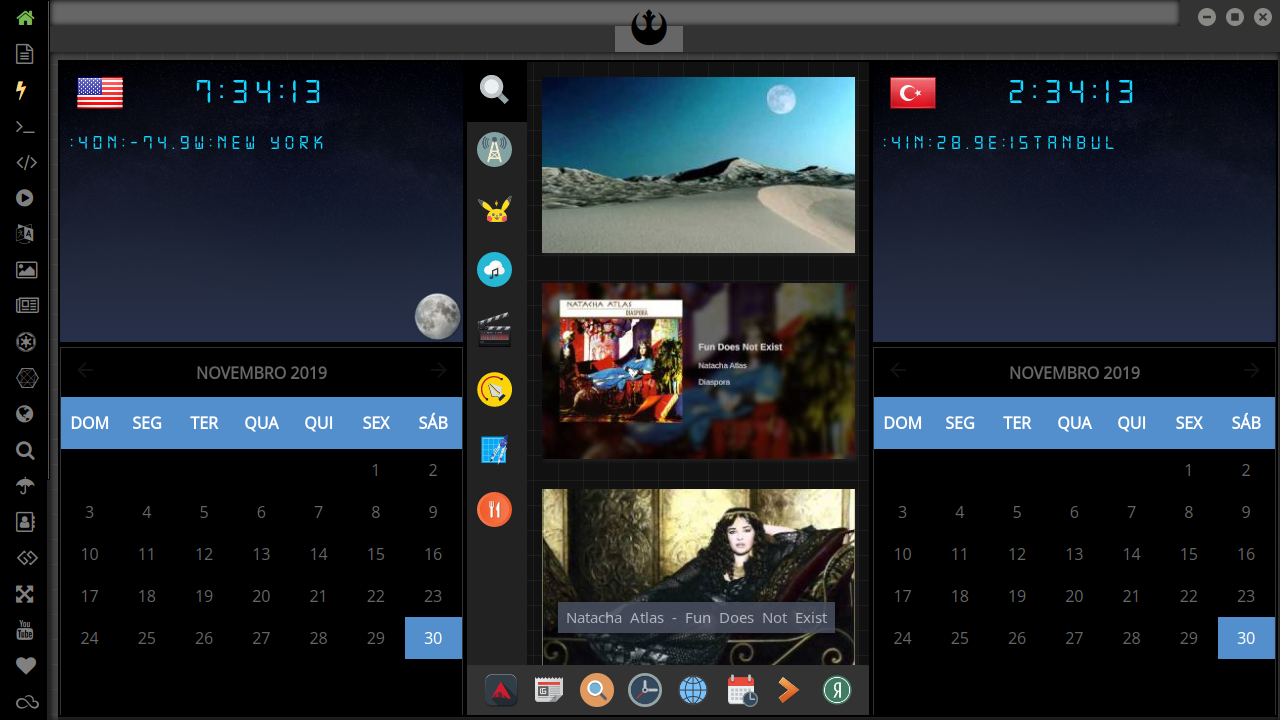 7:34:13
:40N:-74.9W:NEW YORK
NOVEMBRO 2019
DOM SEG TER QUA QUI SEX SÁB
1 2
3 4 5 6 7 8 9
10 11 12 13 14 15 16
17 18 19 20 21 22 23
24 25 26 27 28 29 30
NATACHA ATLAS
DIASPORA
Fun Does Not Exist
Natacha Atlas
Diaspora
Natacha Atlas - Fun Does Not Exist
2:34:13
:41N:28.9E:ISTANBUL
NOVEMBRO 2019
DOM SEG TER QUA QUI SEX SÁB
1 2
3 4 5 6 7 8 9
10 11 12 13 14 15 16
17 18 19 20 21 22 23
24 25 26 27 28 29 30
You
Tube
Я